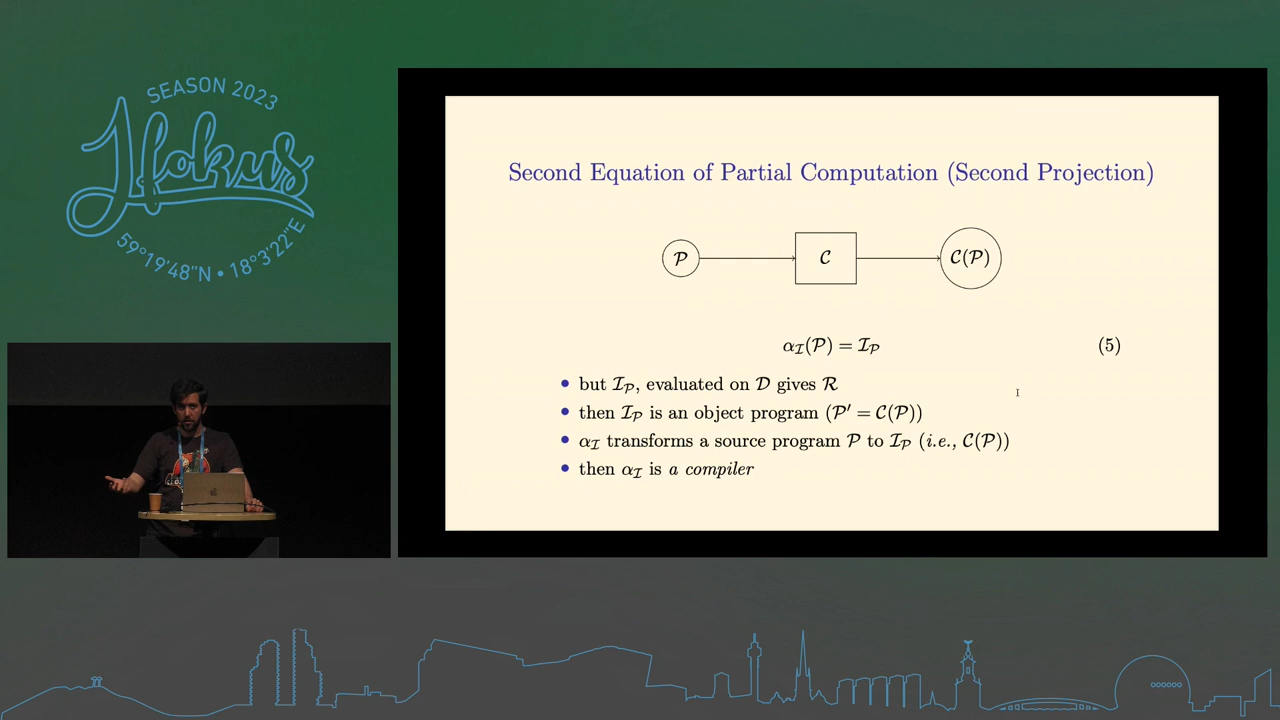 SEASON 2023
Hokus
59°19'48"N • 18°3'22"E
Second Equation of Partial Computation (Second Projection)
𝒫 𝒞 𝒞(𝒫)
α_ℐ(𝒫) = ℐ_𝒫 (5)
• but ℐ_𝒫, evaluated on 𝒟 gives ℛ
• then ℐ_𝒫 is an object program (𝒫′ = 𝒞(𝒫))
• α_ℐ transforms a source program 𝒫 to ℐ_𝒫 (i.e., 𝒞(𝒫))
• then α_ℐ is a compiler